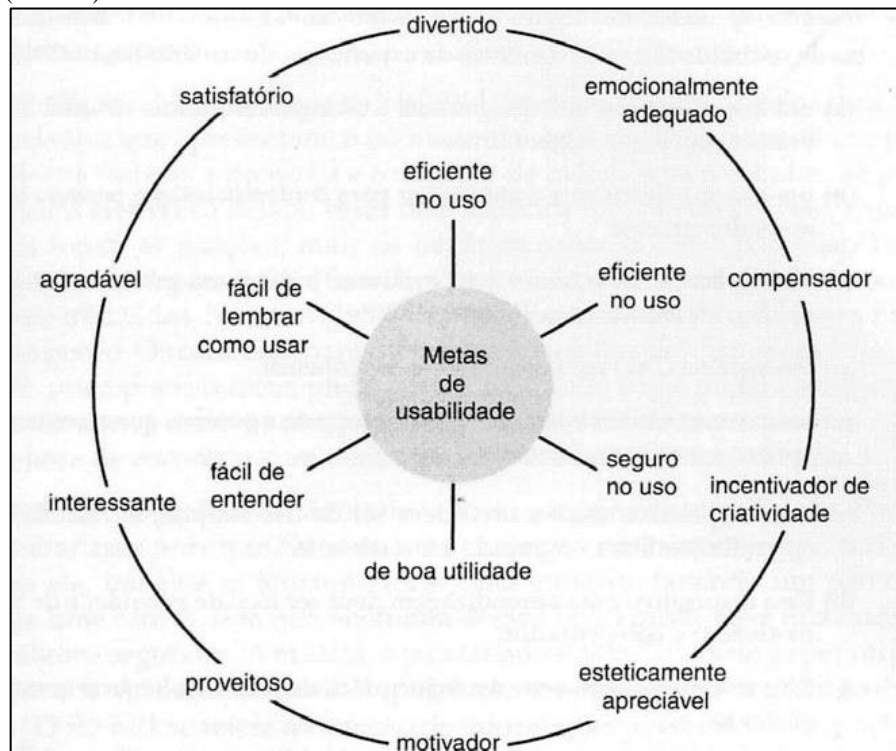 divertido
satisfatório
emocionalmente
adequado
eficiente
no uso
agradável
fácil de
lembrar
como usar
eficiente
no uso
compensador
Metas
de
usabilidade
interessante
fácil de
entender
seguro
no uso
incentivador de
criatividade
de boa utilidade
proveitoso
esteticamente
apreciável
motivador